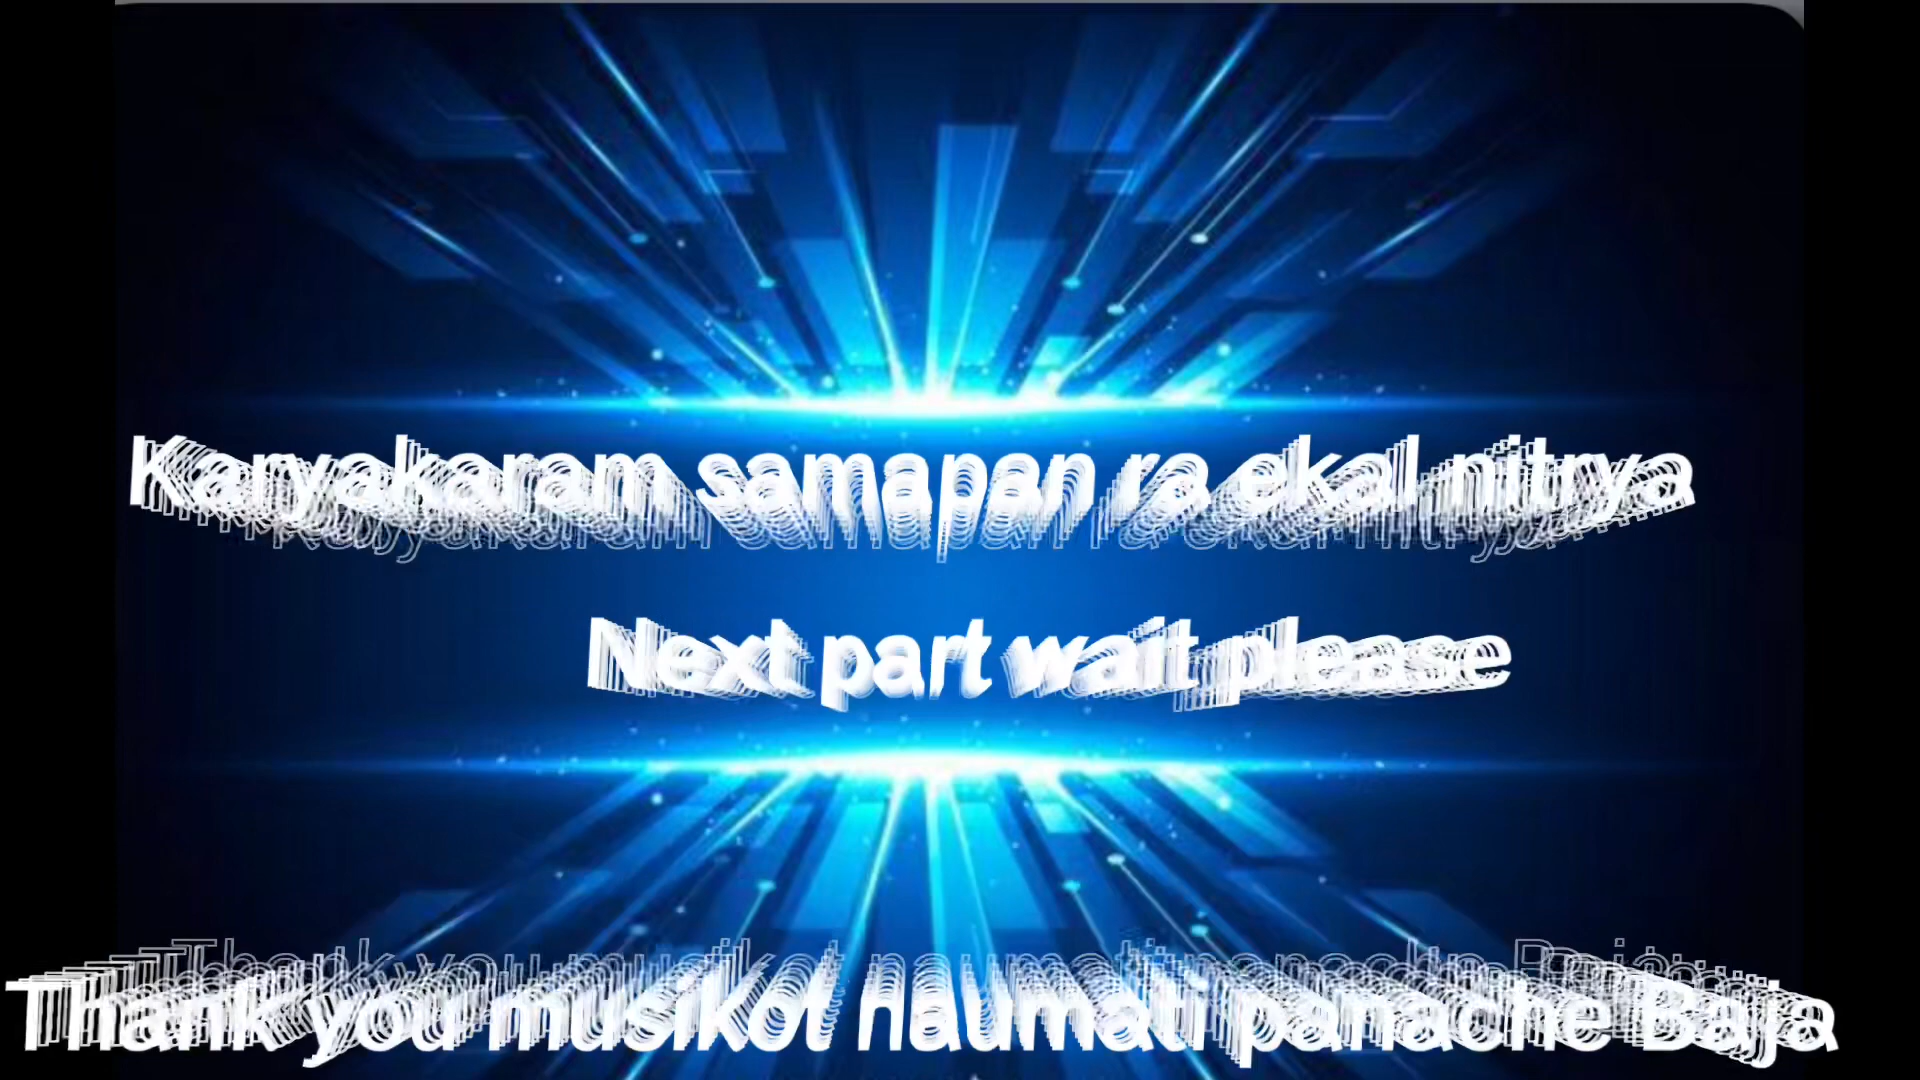 Karyakaram samapan ra ekal nitrya
Next part wait please
Thank you musikot naumati panache Baja